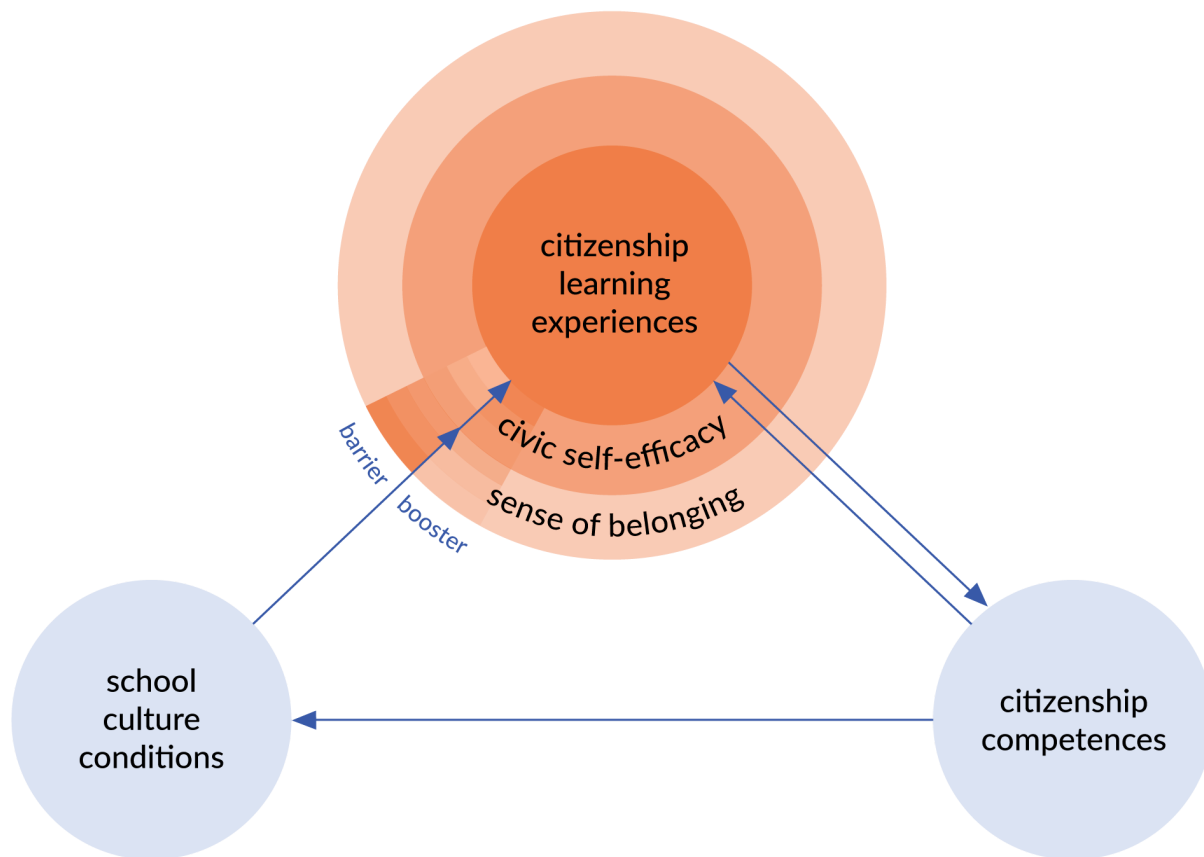 citizenship
learning
experiences
civic self-efficacy
sense of belonging
barrier
booster
school
culture
conditions
citizenship
competences